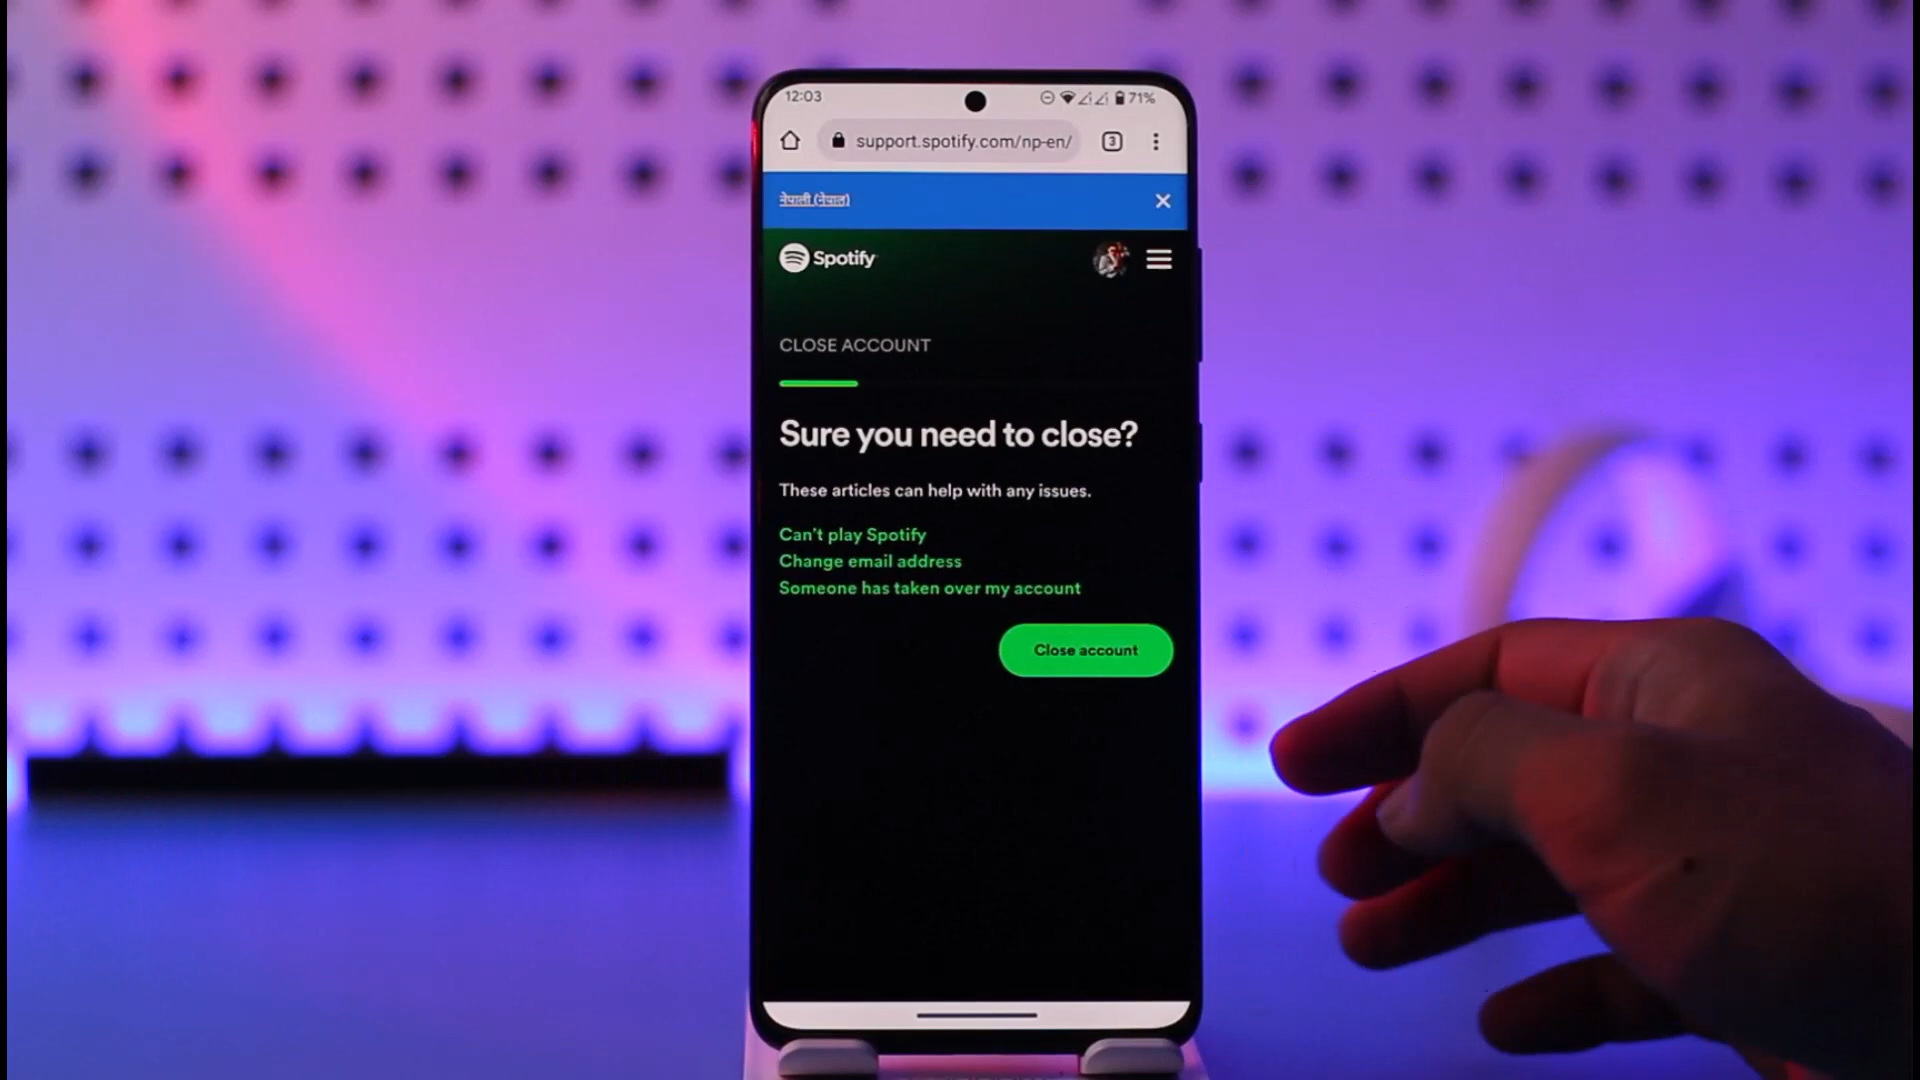 12:03
71%
support.spotify.com/np-en/
3
नेपाली (नेपाल)
Spotify
CLOSE ACCOUNT
Sure you need to close?
These articles can help with any issues.
Can't play Spotify
Change email address
Someone has taken over my account
Close account